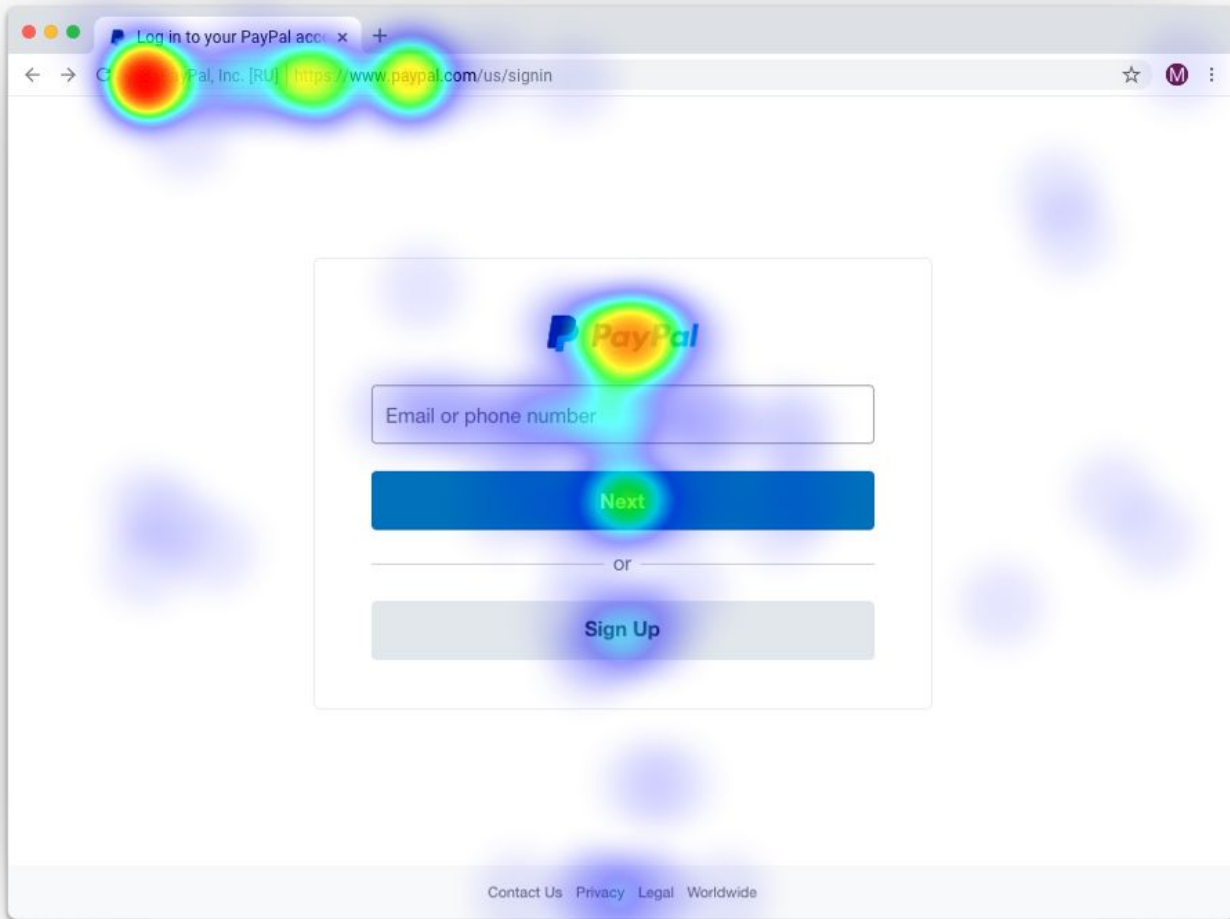 Log in to your PayPal acc
PayPal, Inc. [RU] | https://www.paypal.com/us/signin
M
PayPal
Email or phone number
Next
or
Sign Up
Contact Us Privacy Legal Worldwide